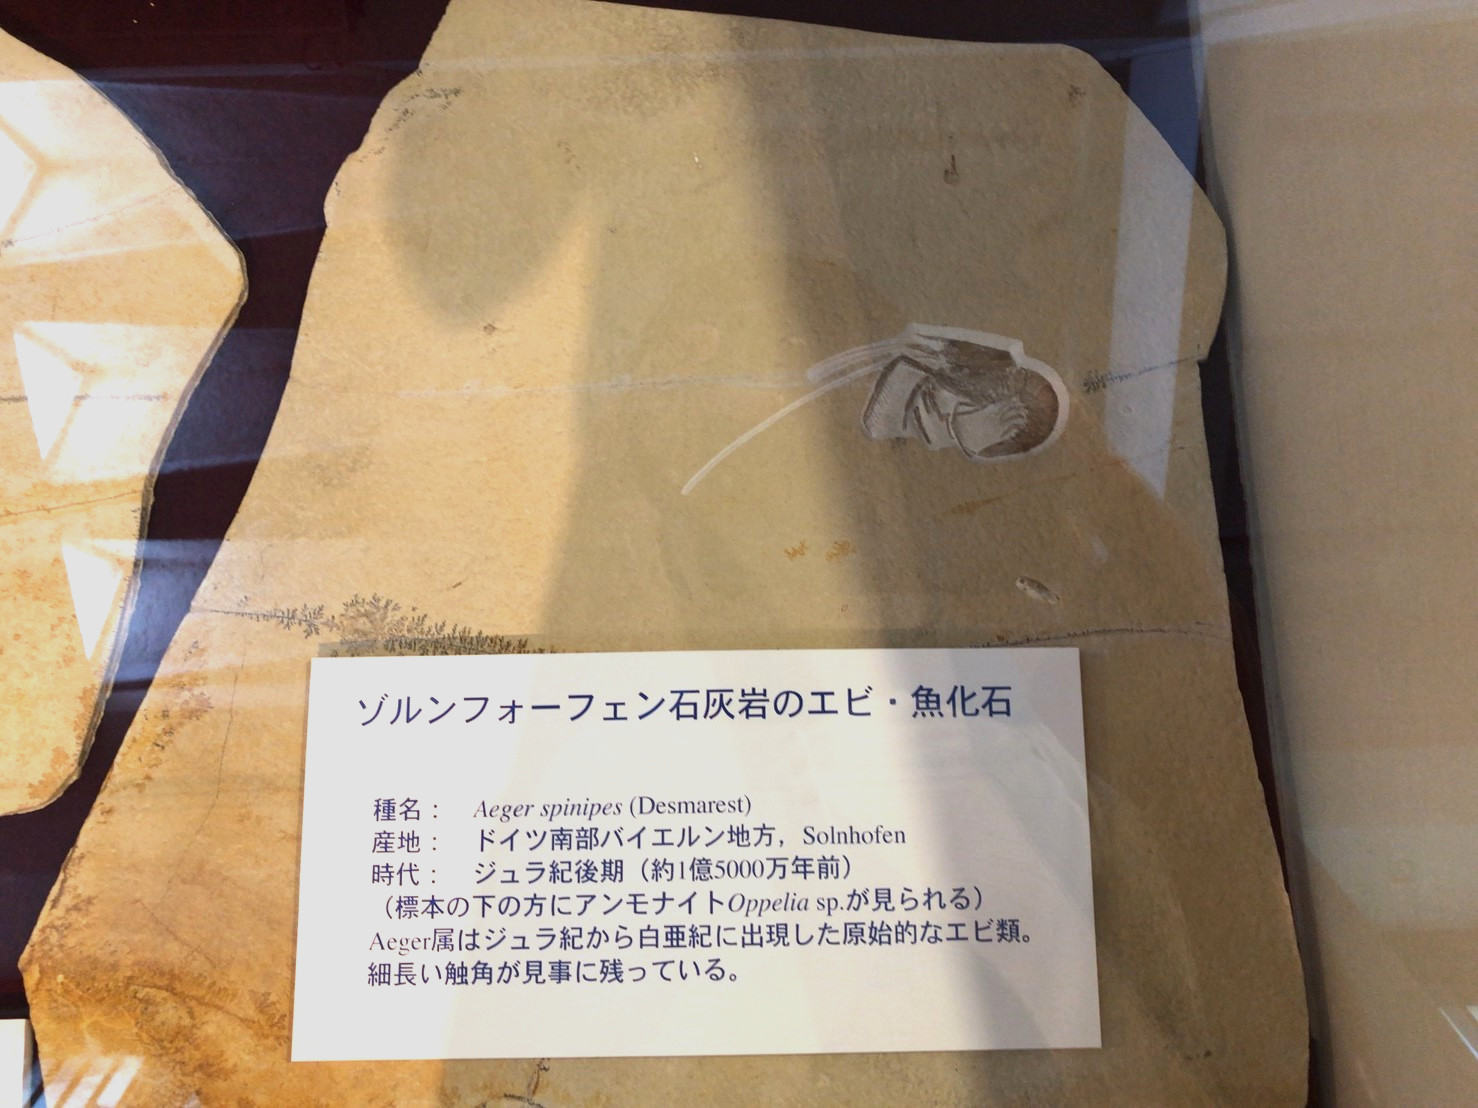 ゾルンフォーフェン石灰岩のエビ・魚化石
種名： Aeger spinipes (Desmarest)
産地： ドイツ南部バイエルン地方，Solnhofen
時代： ジュラ紀後期（約1億5000万年前）
（標本の下の方にアンモナイトOppelia sp.が見られる）
Aeger属はジュラ紀から白亜紀に出現した原始的なエビ類。
細長い触角が見事に残っている。